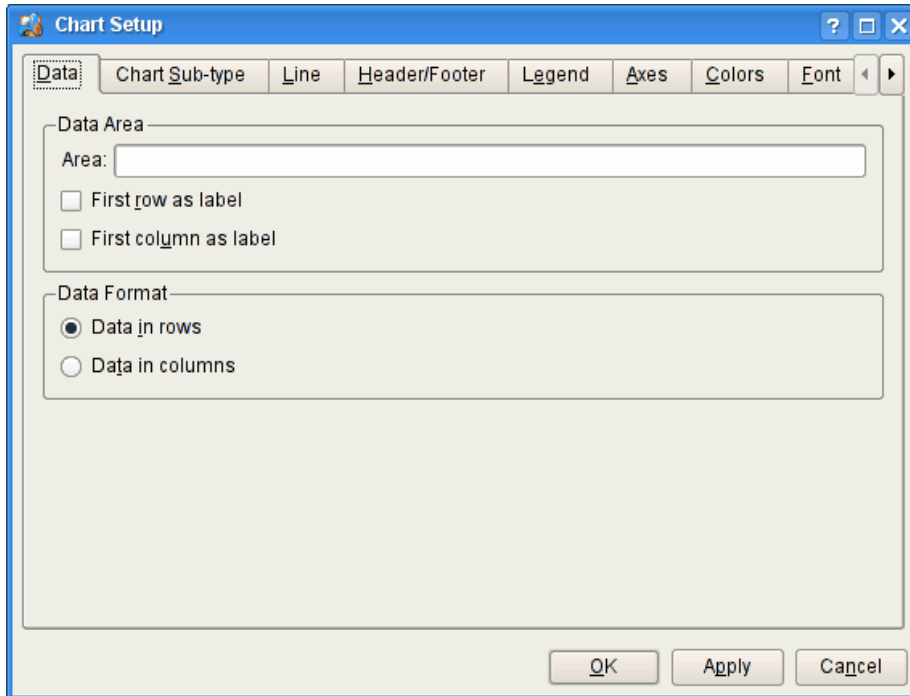 Chart Setup
Data Chart Sub-type Line Header/Footer Legend Axes Colors Font
Data Area
Area:
First row as label
First column as label
Data Format
Data in rows
Data in columns
OK Apply Cancel